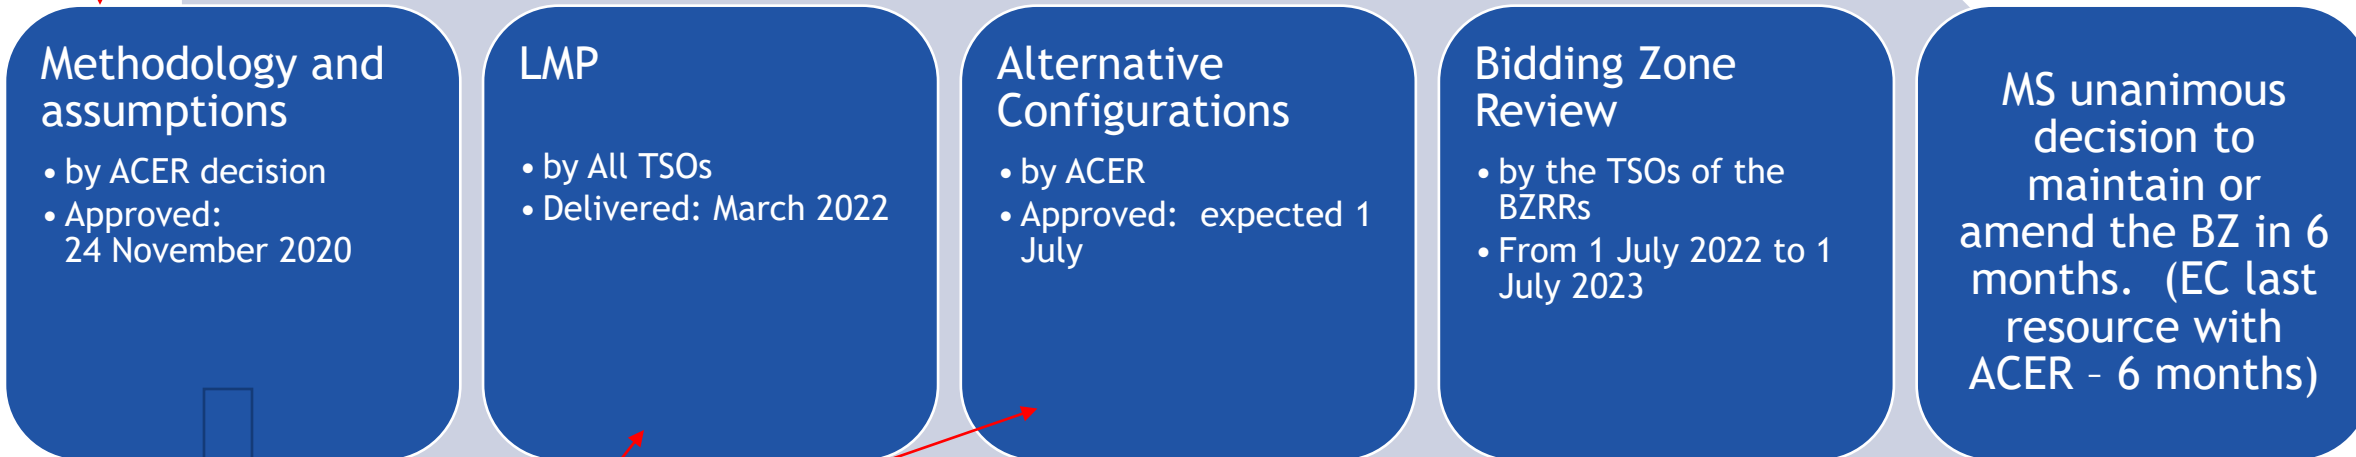 Methodology and
assumptions
• by ACER decision
• Approved:
24 November 2020
LMP
• by All TSOs
• Delivered: March 2022
Alternative
Configurations
• by ACER
• Approved:  expected 1
July
Bidding Zone
Review
• by the TSOs of the
BZRRs
• From 1 July 2022 to 1
July 2023
MS unanimous
decision to
maintain or
amend the BZ in 6
months.  (EC last
resource with
ACER – 6 months)